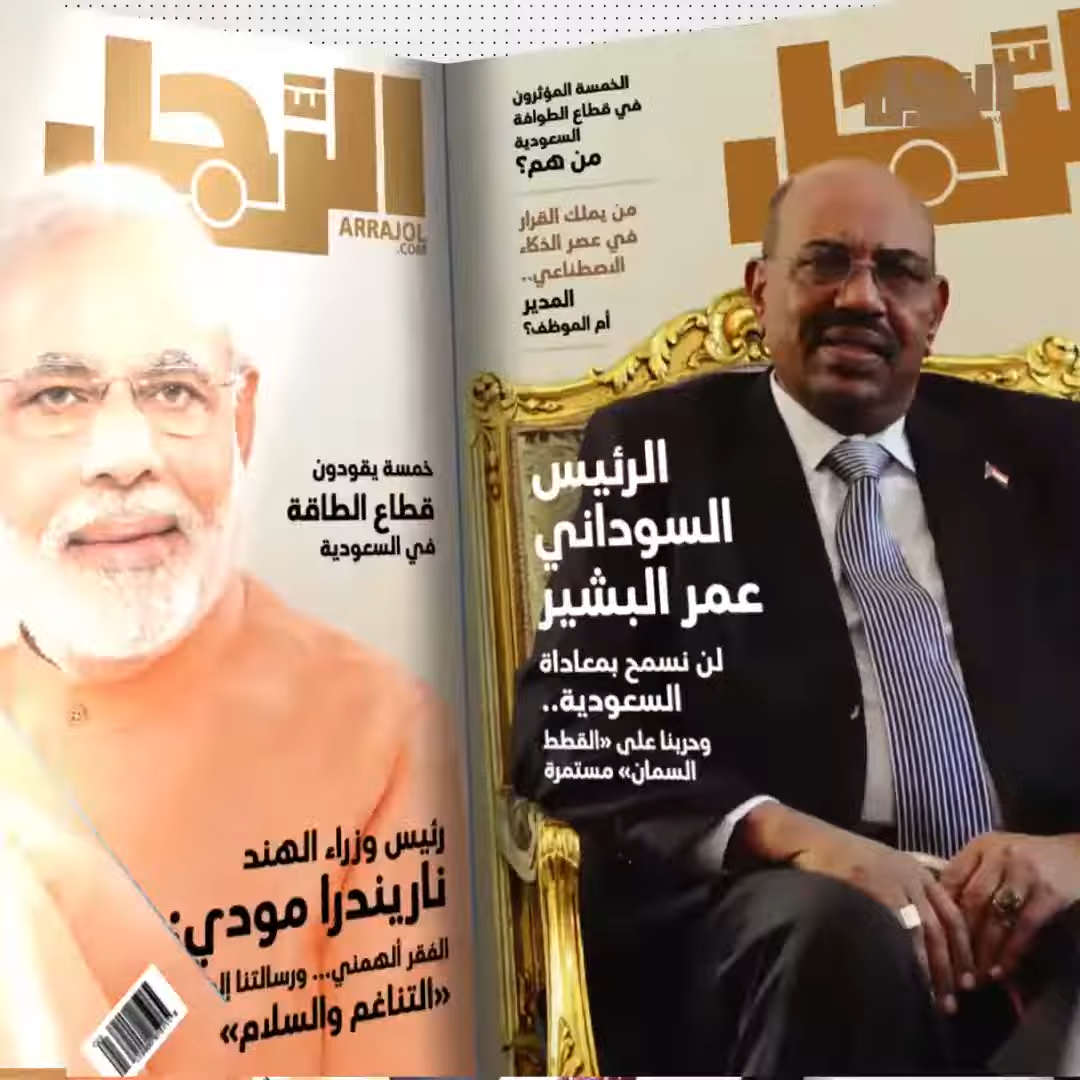 الرجل
ARRAJOL
.COM
خمسة يقودون
قطاع الطاقة
في السعودية
رئيس وزراء الهند
ناريندرا مودي:
الفقر ألهمني... ورسالتنا
«التناغم والسلام»
الرجل
الخمسة المؤثرون
في قطاع الطوافة
السعودية
من هم؟
من يملك القرار
في عصر الذكاء
الاصطناعي..
المدير
أم الموظف؟
الرئيس
السوداني
عمر البشير
لن نسمح بمعاداة
السعودية..
وحربنا على «القطط
السمان» مستمرة